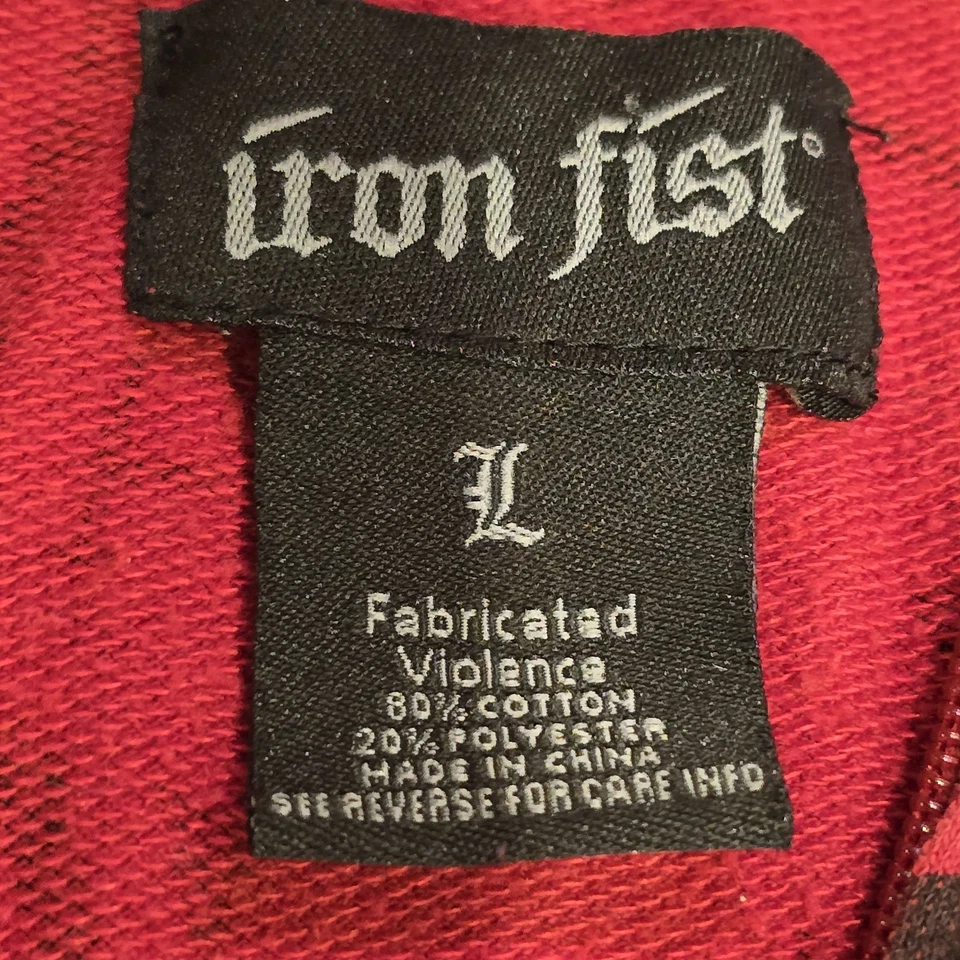 iron fist
L
Fabricated
Violence
80% COTTON
20% POLYESTER
MADE IN CHINA
SEE REVERSE FOR CARE INFO